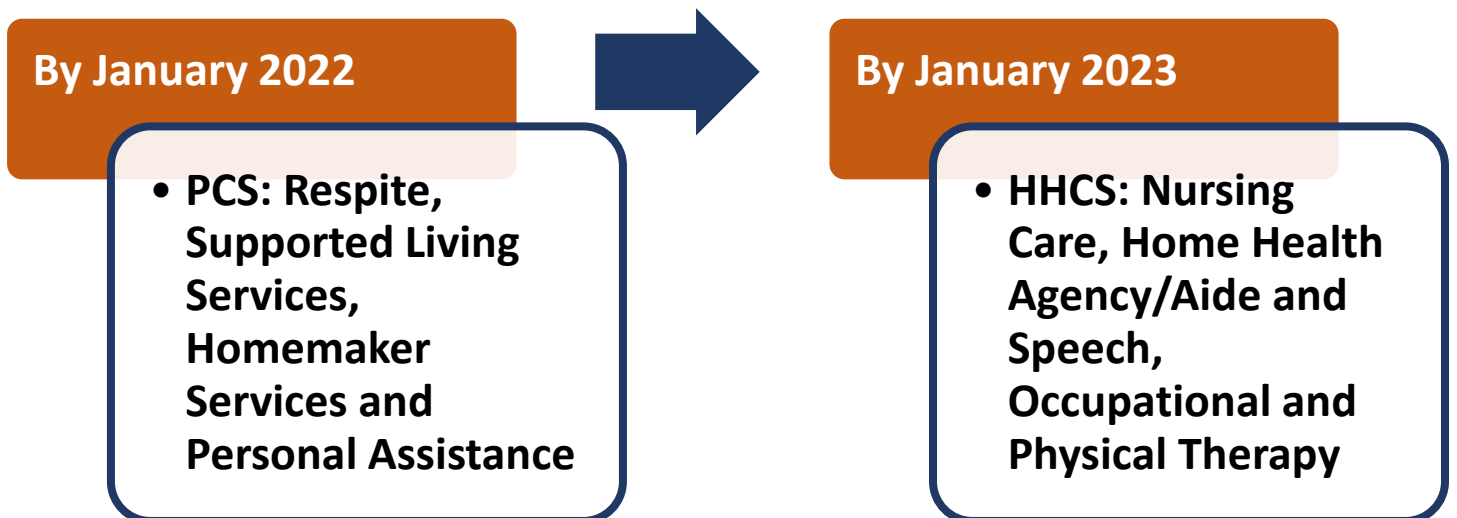 By January 2022
• PCS: Respite,
Supported Living
Services,
Homemaker
Services and
Personal Assistance
By January 2023
• HHCS: Nursing
Care, Home Health
Agency/Aide and
Speech,
Occupational and
Physical Therapy